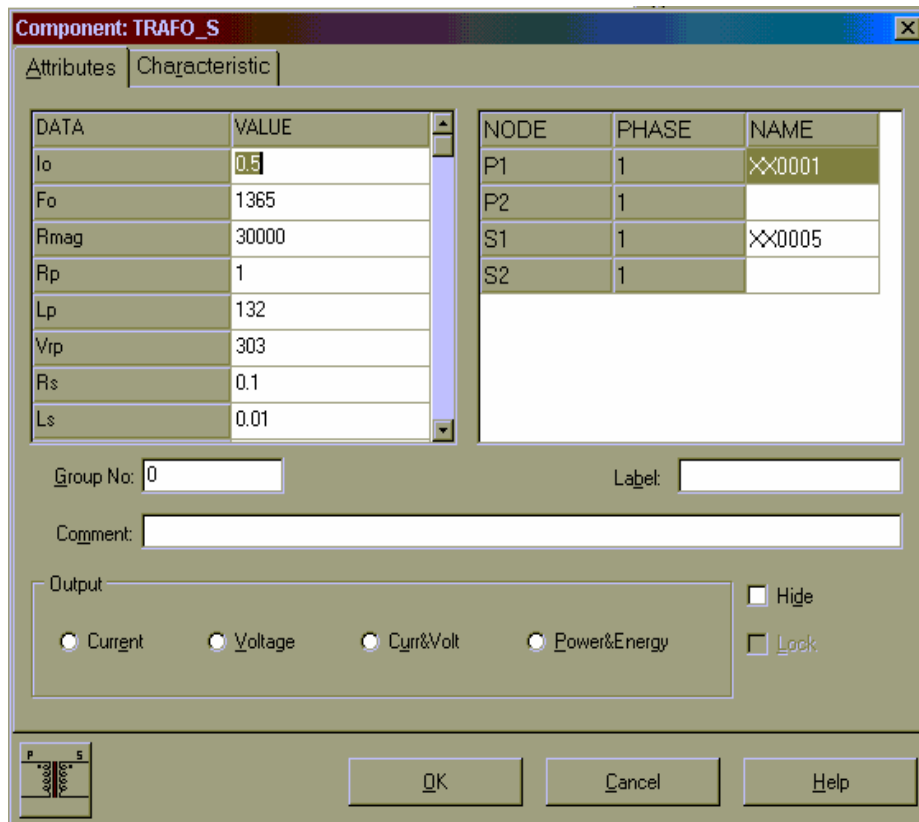 Component: TRAFO_S
Attributes Characteristic
DATA VALUE
Io 0.5
Fo 1365
Rmag 30000
Rp 1
Lp 132
Vrp 303
Rs 0.1
Ls 0.01
NODE PHASE NAME
P1 1 XX0001
P2 1
S1 1 XX0005
S2 1
Group No: 0
Label:
Comment:
Output
Current Voltage Curr&Volt Power&Energy
Hide
Lock
P S
OK Cancel Help